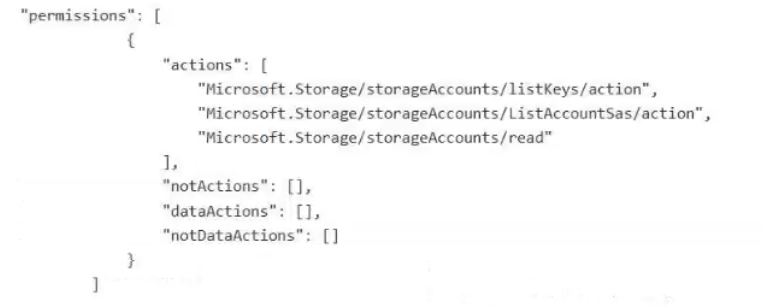 "permissions": [
{
"actions": [
"Microsoft.Storage/storageAccounts/listKeys/action",
"Microsoft.Storage/storageAccounts/ListAccountSas/action",
"Microsoft.Storage/storageAccounts/read"
],
"notActions": [],
"dataActions": [],
"notDataActions": []
}
]